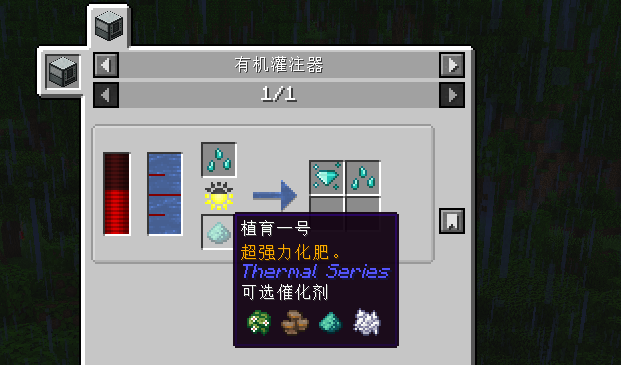 有机灌注器
1/1
植育一号
超强力化肥。
Thermal Series
可选催化剂